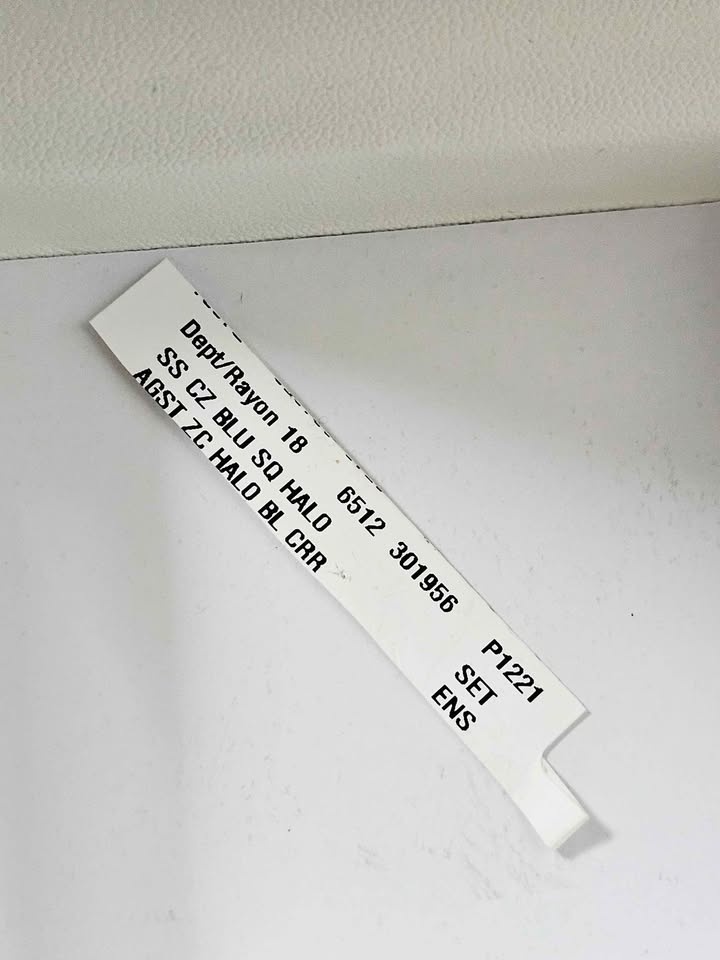 Dept/Rayon 18 6512 301956 P1221
SS CZ BLU SQ HALO SET
AGST ZC HALO BL CRR ENS